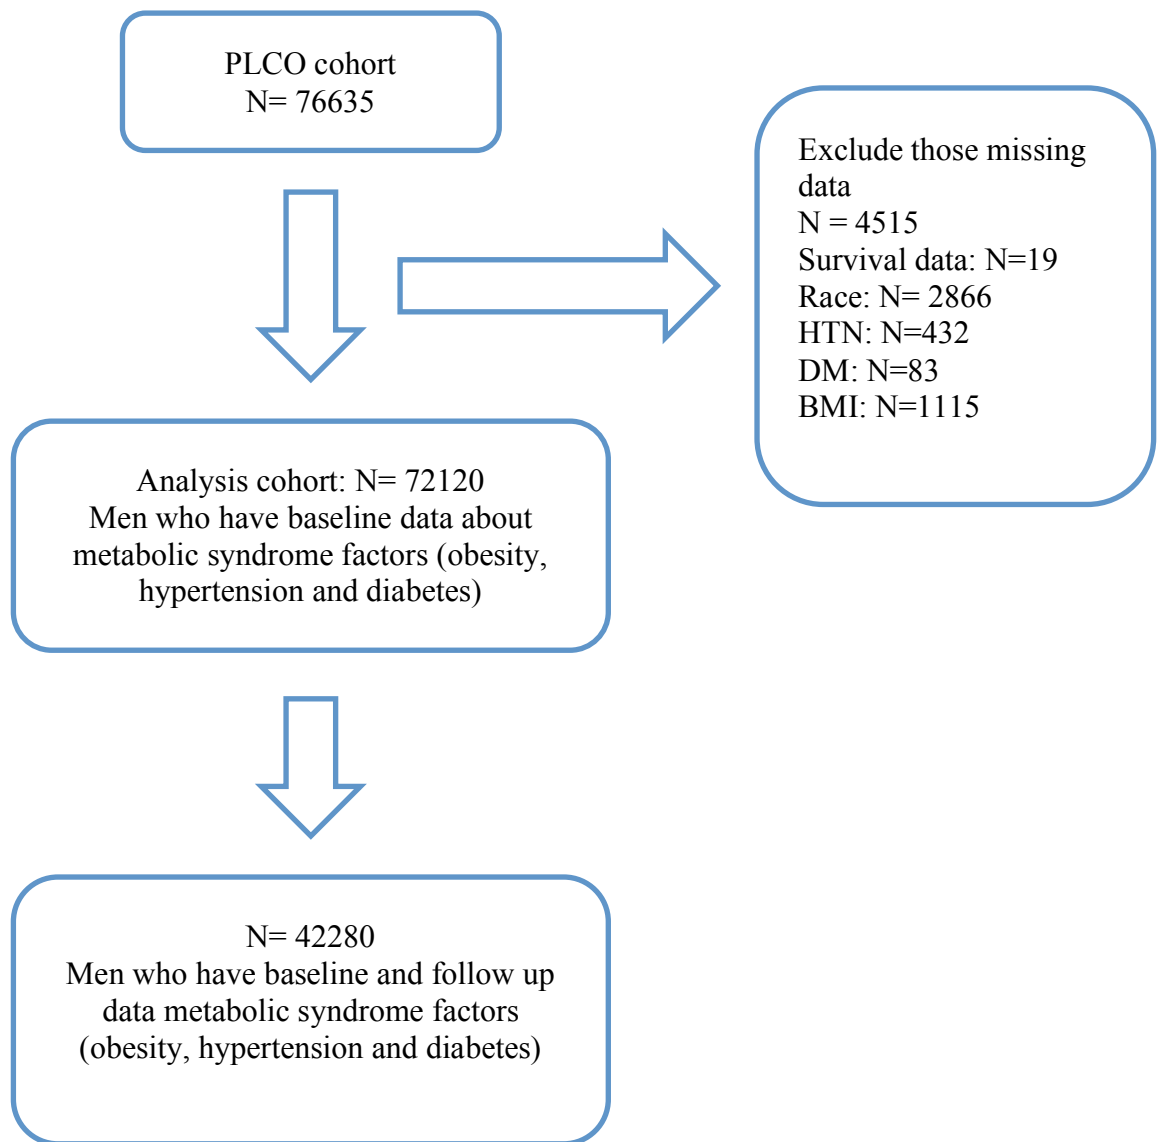 PLCO cohort
N= 76635
Exclude those missing
data
N = 4515
Survival data: N=19
Race: N= 2866
HTN: N=432
DM: N=83
BMI: N=1115
Analysis cohort: N= 72120
Men who have baseline data about
metabolic syndrome factors (obesity,
hypertension and diabetes)
N= 42280
Men who have baseline and follow up
data metabolic syndrome factors
(obesity, hypertension and diabetes)